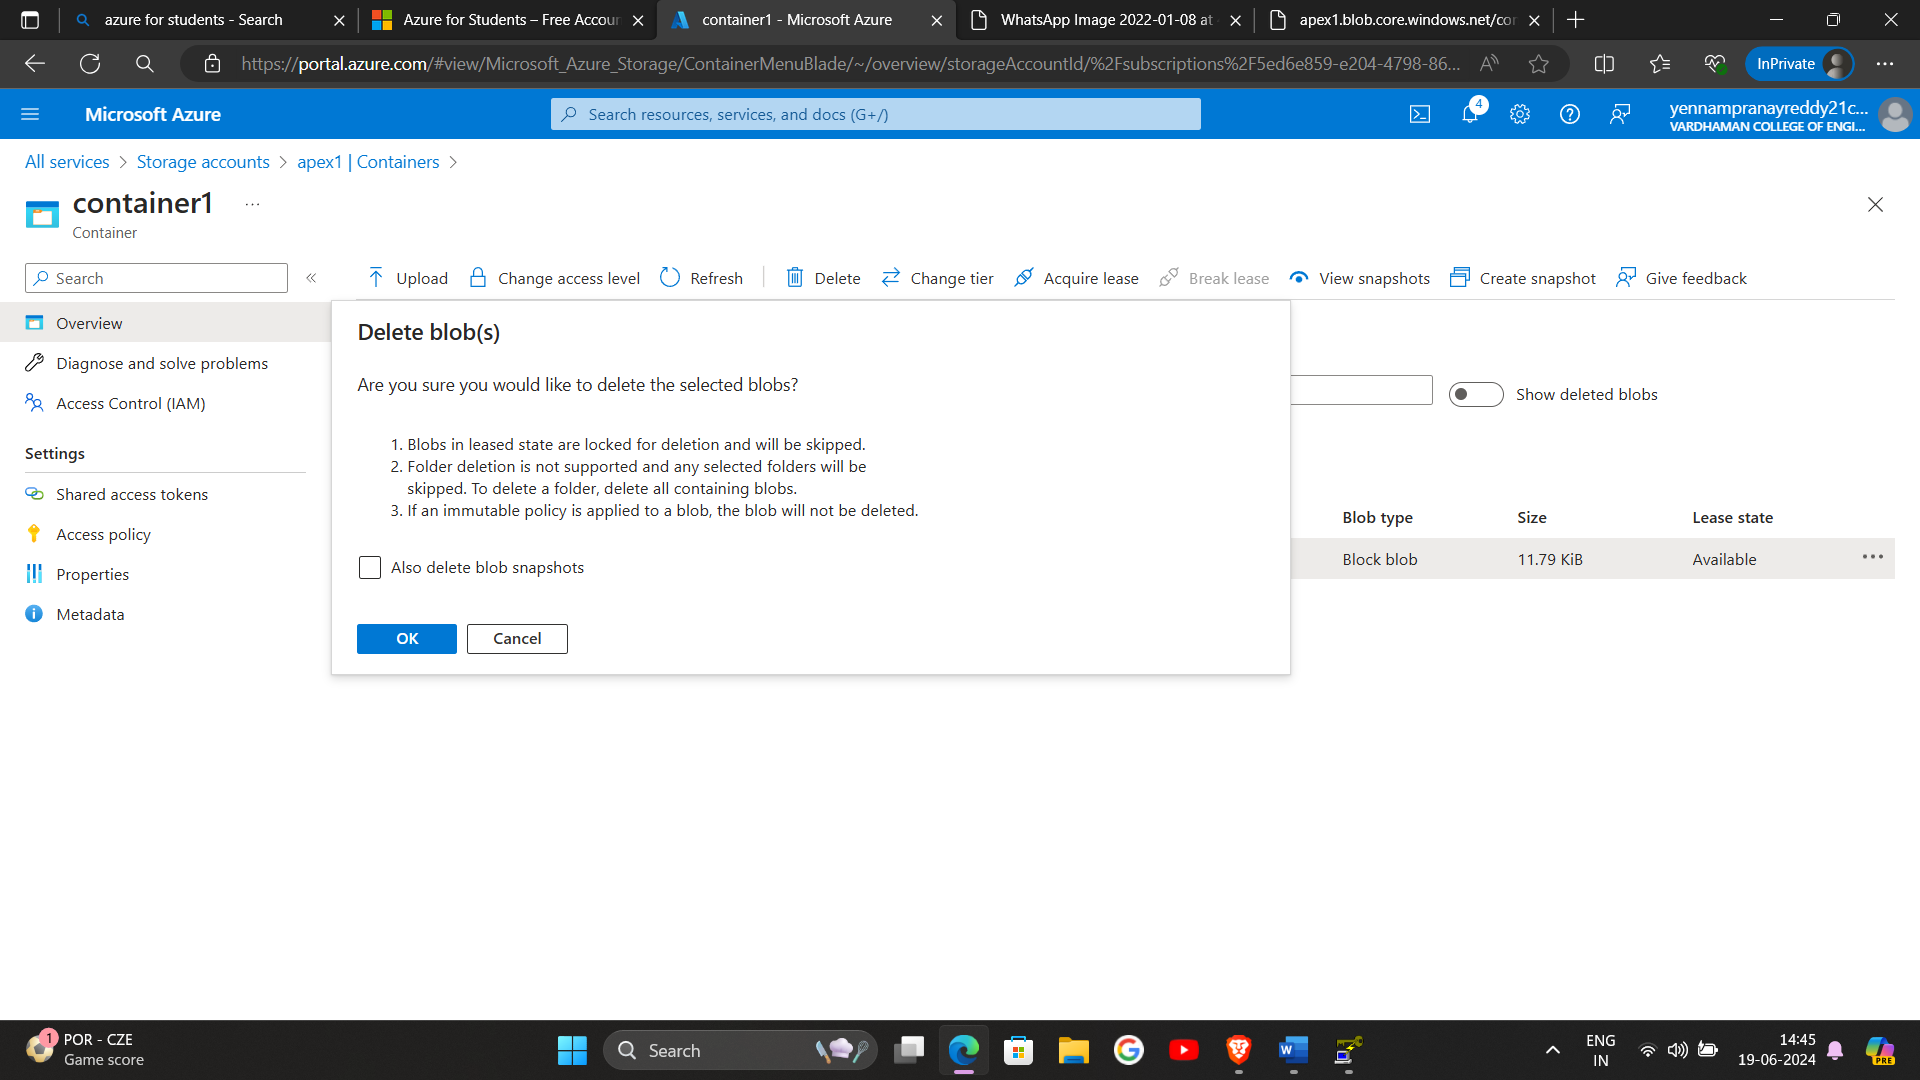 azure for students - Search
Azure for Students – Free Accoun
container1 - Microsoft Azure
WhatsApp Image 2022-01-08 at
apex1.blob.core.windows.net/con
https://portal.azure.com/#view/Microsoft_Azure_Storage/ContainerMenuBlade/~/overview/storageAccountId/%2Fsubscriptions%2F5ed6e859-e204-4798-86...
InPrivate
Microsoft Azure
Search resources, services, and docs (G+/)
4
yennampranayreddy21c...
VARDHAMAN COLLEGE OF ENGI...
All services > Storage accounts > apex1 | Containers >
container1
...
Container
Search
«
Upload
Change access level
Refresh
Delete
Change tier
Acquire lease
Break lease
View snapshots
Create snapshot
Give feedback
Overview
Diagnose and solve problems
Access Control (IAM)
Settings
Shared access tokens
Access policy
Properties
Metadata
Delete blob(s)
Are you sure you would like to delete the selected blobs?
1. Blobs in leased state are locked for deletion and will be skipped.
2. Folder deletion is not supported and any selected folders will be
skipped. To delete a folder, delete all containing blobs.
3. If an immutable policy is applied to a blob, the blob will not be deleted.
Also delete blob snapshots
OK
Cancel
Show deleted blobs
Blob type
Size
Lease state
Block blob
11.79 KiB
Available
1
POR - CZE
Game score
Search
ENG
IN
14:45
19-06-2024
PRE